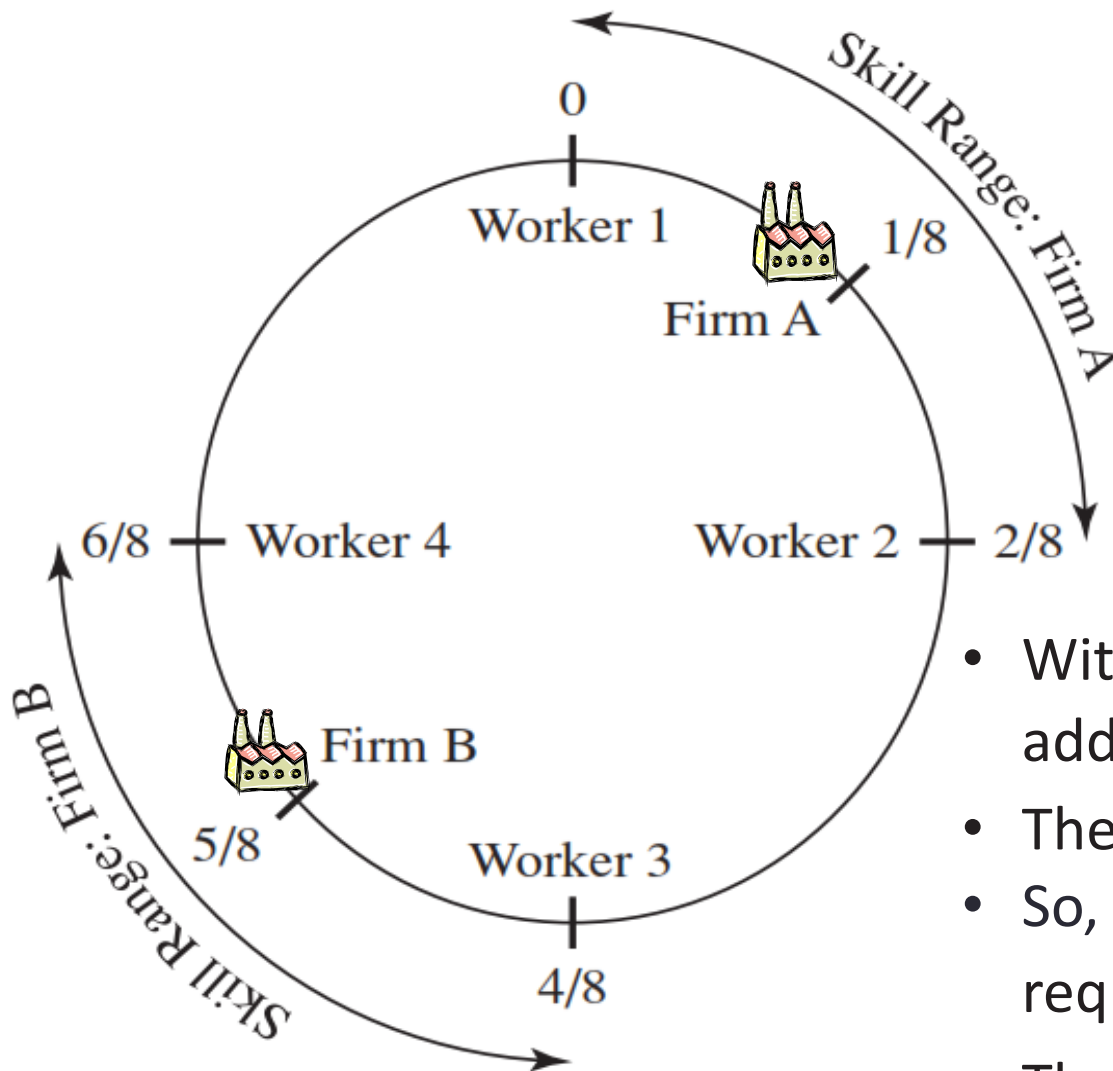 Skill Range: Firm A
0
Worker 1
1/8
Firm A
6/8
Worker 4
Worker 2
2/8
Firm B
5/8
Skill Range: Firm B
Worker 3
4/8
• Wit
add
• The
• So,
req